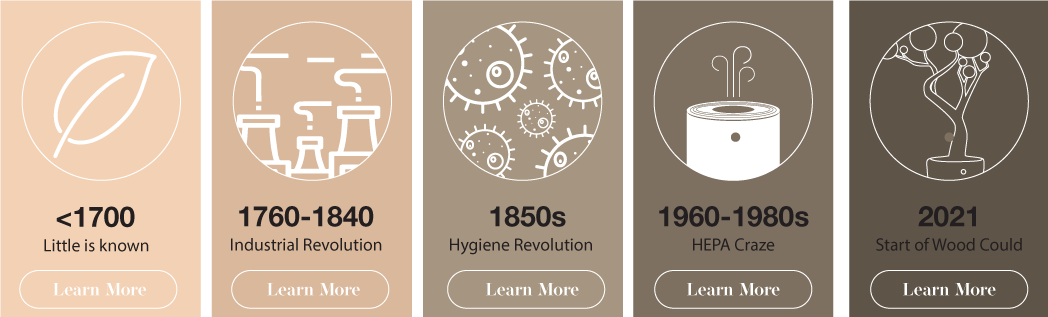 <1700
Little is known
Learn More
1760-1840
Industrial Revolution
Learn More
1850s
Hygiene Revolution
Learn More
1960-1980s
HEPA Craze
Learn More
2021
Start of Wood Could
Learn More